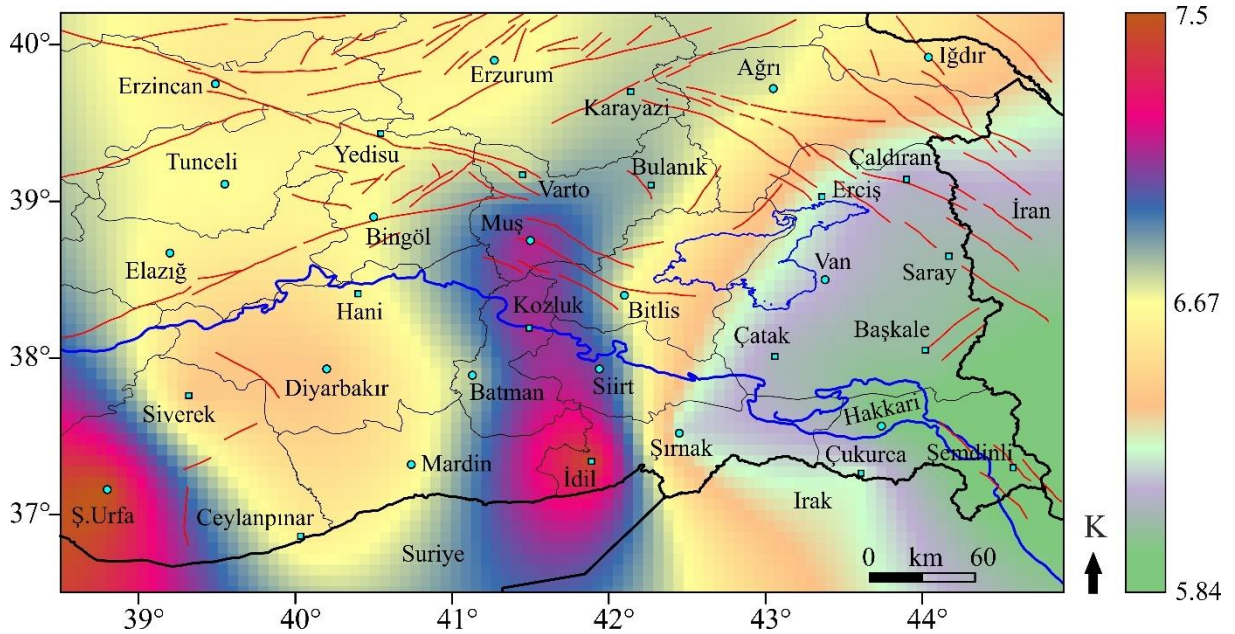 7.5
40°
Iğdır
Erzurum
Ağrı
Erzincan
Karayazi
Yedisu
Tunceli
Çaldıran
Bulanık
39°
Varto
Erciş
İran
Muş
Bingöl
Van
Elazığ
Saray
6.67
Kozluk
Hani
Bitlis
Çatak
Başkale
38°
Diyarbakır
Batman
Siirt
Siverek
Hakkari
Şırnak
Çukurca
Şemdinli
Mardin
İdil
Irak
Ş.Urfa
37°
Ceylanpınar
Suriye
K
0 km 60
5.84
39° 40° 41° 42° 43° 44°